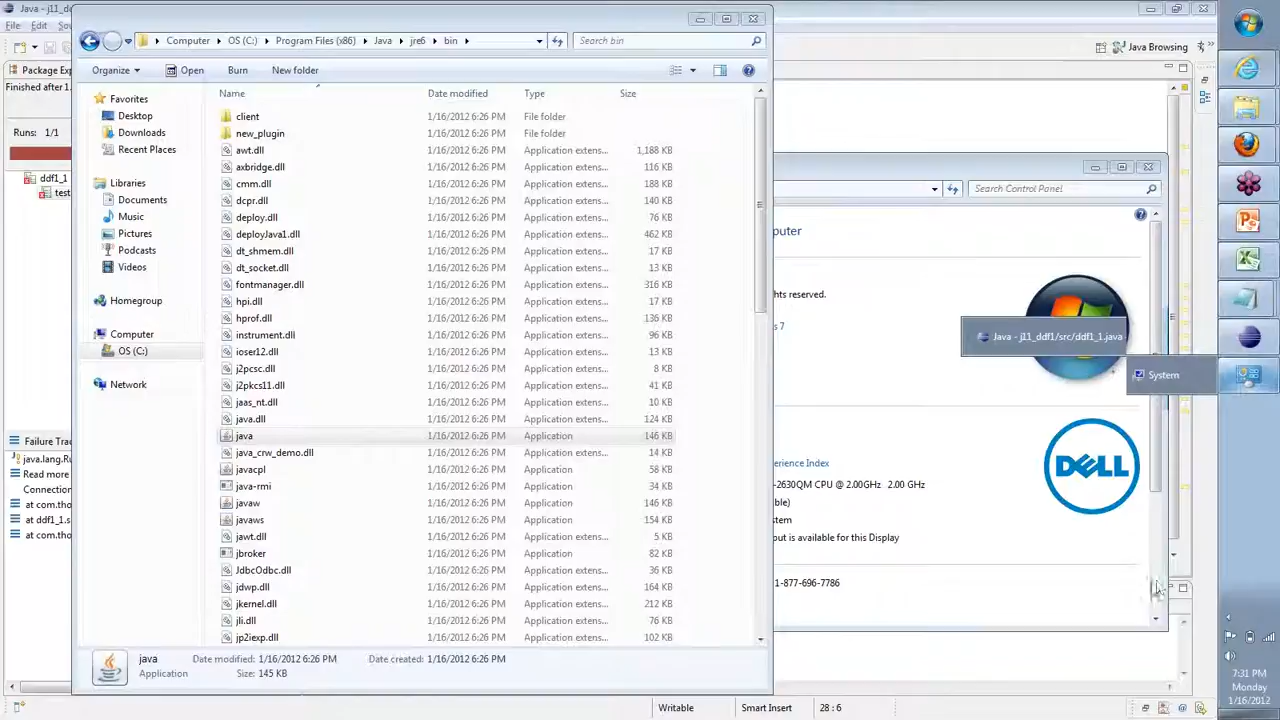 Java - j11_d
File Edit
Package Exp
Finished after 1.
Runs: 1/1
ddf1_1
test
Failure Tra
java.lang.Ru
Read more
Connection
at com.tho
at ddf1_1.s
at com.tho
Computer OS (C:) Program Files (x86) Java jre6 bin
Search bin
Organize Open Burn New folder
Name Date modified Type Size
Favorites
Desktop
Downloads
Recent Places
Libraries
Documents
Music
Pictures
Podcasts
Videos
Homegroup
Computer
OS (C:)
Network
client 1/16/2012 6:26 PM File folder
new_plugin 1/16/2012 6:26 PM File folder
awt.dll 1/16/2012 6:26 PM Application extens... 1,188 KB
axbridge.dll 1/16/2012 6:26 PM Application extens... 116 KB
cmm.dll 1/16/2012 6:26 PM Application extens... 188 KB
dcpr.dll 1/16/2012 6:26 PM Application extens... 140 KB
deploy.dll 1/16/2012 6:26 PM Application extens... 76 KB
deployJava1.dll 1/16/2012 6:26 PM Application extens... 462 KB
dt_shmem.dll 1/16/2012 6:26 PM Application extens... 17 KB
dt_socket.dll 1/16/2012 6:26 PM Application extens... 13 KB
fontmanager.dll 1/16/2012 6:26 PM Application extens... 316 KB
hpi.dll 1/16/2012 6:26 PM Application extens... 17 KB
hprof.dll 1/16/2012 6:26 PM Application extens... 136 KB
instrument.dll 1/16/2012 6:26 PM Application extens... 96 KB
ioser12.dll 1/16/2012 6:26 PM Application extens... 13 KB
j2pcsc.dll 1/16/2012 6:26 PM Application extens... 8 KB
j2pkcs11.dll 1/16/2012 6:26 PM Application extens... 41 KB
jaas_nt.dll 1/16/2012 6:26 PM Application extens... 10 KB
java.dll 1/16/2012 6:26 PM Application extens... 124 KB
java 1/16/2012 6:26 PM Application 146 KB
java_crw_demo.dll 1/16/2012 6:26 PM Application extens... 14 KB
javacpl 1/16/2012 6:26 PM Application 58 KB
java-rmi 1/16/2012 6:26 PM Application 34 KB
javaw 1/16/2012 6:26 PM Application 146 KB
javaws 1/16/2012 6:26 PM Application 154 KB
jawt.dll 1/16/2012 6:26 PM Application extens... 5 KB
jbroker 1/16/2012 6:26 PM Application 82 KB
JdbcOdbc.dll 1/16/2012 6:26 PM Application extens... 36 KB
jdwp.dll 1/16/2012 6:26 PM Application extens... 164 KB
jkernel.dll 1/16/2012 6:26 PM Application extens... 212 KB
jli.dll 1/16/2012 6:26 PM Application extens... 76 KB
jp2iexp.dll 1/16/2012 6:26 PM Application extens... 102 KB
java Date modified: 1/16/2012 6:26 PM Date created: 1/16/2012 6:26 PM
Application Size: 145 KB
Java Browsing
Search Control Panel
puter
hts reserved.
7
Java - j11_ddf1/src/ddf1_1.java
System
erience Index
DELL
-2630QM CPU @ 2.00GHz 2.00 GHz
ble)
stem
put is available for this Display
1-877-696-7786
Writable Smart Insert 28 : 6
7:31 PM
Monday
1/16/2012